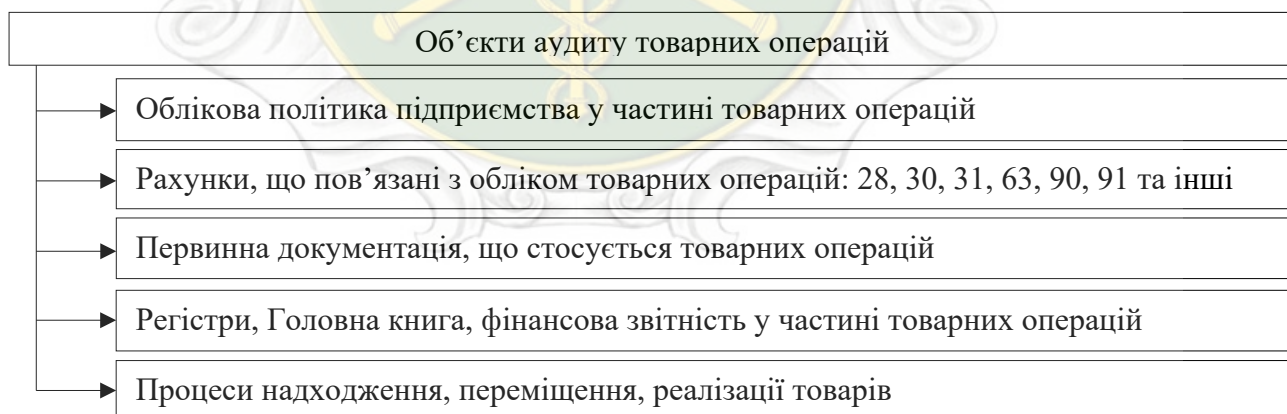 Об’єкти аудиту товарних операцій
Облікова політика підприємства у частині товарних операцій
Рахунки, що пов’язані з обліком товарних операцій: 28, 30, 31, 63, 90, 91 та інші
Первинна документація, що стосується товарних операцій
Регістри, Головна книга, фінансова звітність у частині товарних операцій
Процеси надходження, переміщення, реалізації товарів